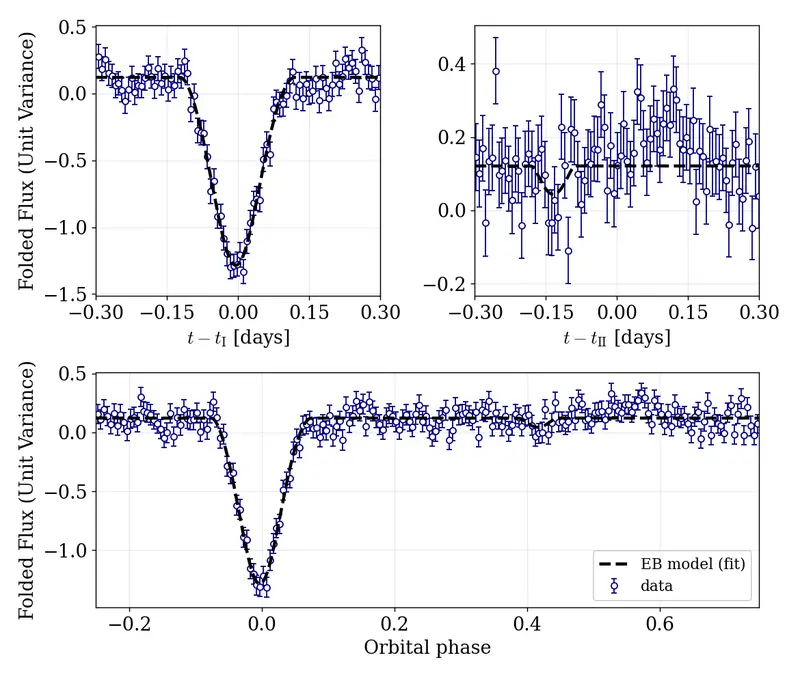 Folded Flux (Unit Variance)
0.5
0.0
−0.5
−1.0
−1.5
−0.30 −0.15 0.00 0.15 0.30
t − tI [days]
0.4
0.2
0.0
−0.2
−0.30 −0.15 0.00 0.15 0.30
t − tII [days]
Folded Flux (Unit Variance)
0.5
0.0
−0.5
−1.0
−0.2 0.0 0.2 0.4 0.6
Orbital phase
EB model (fit)
data